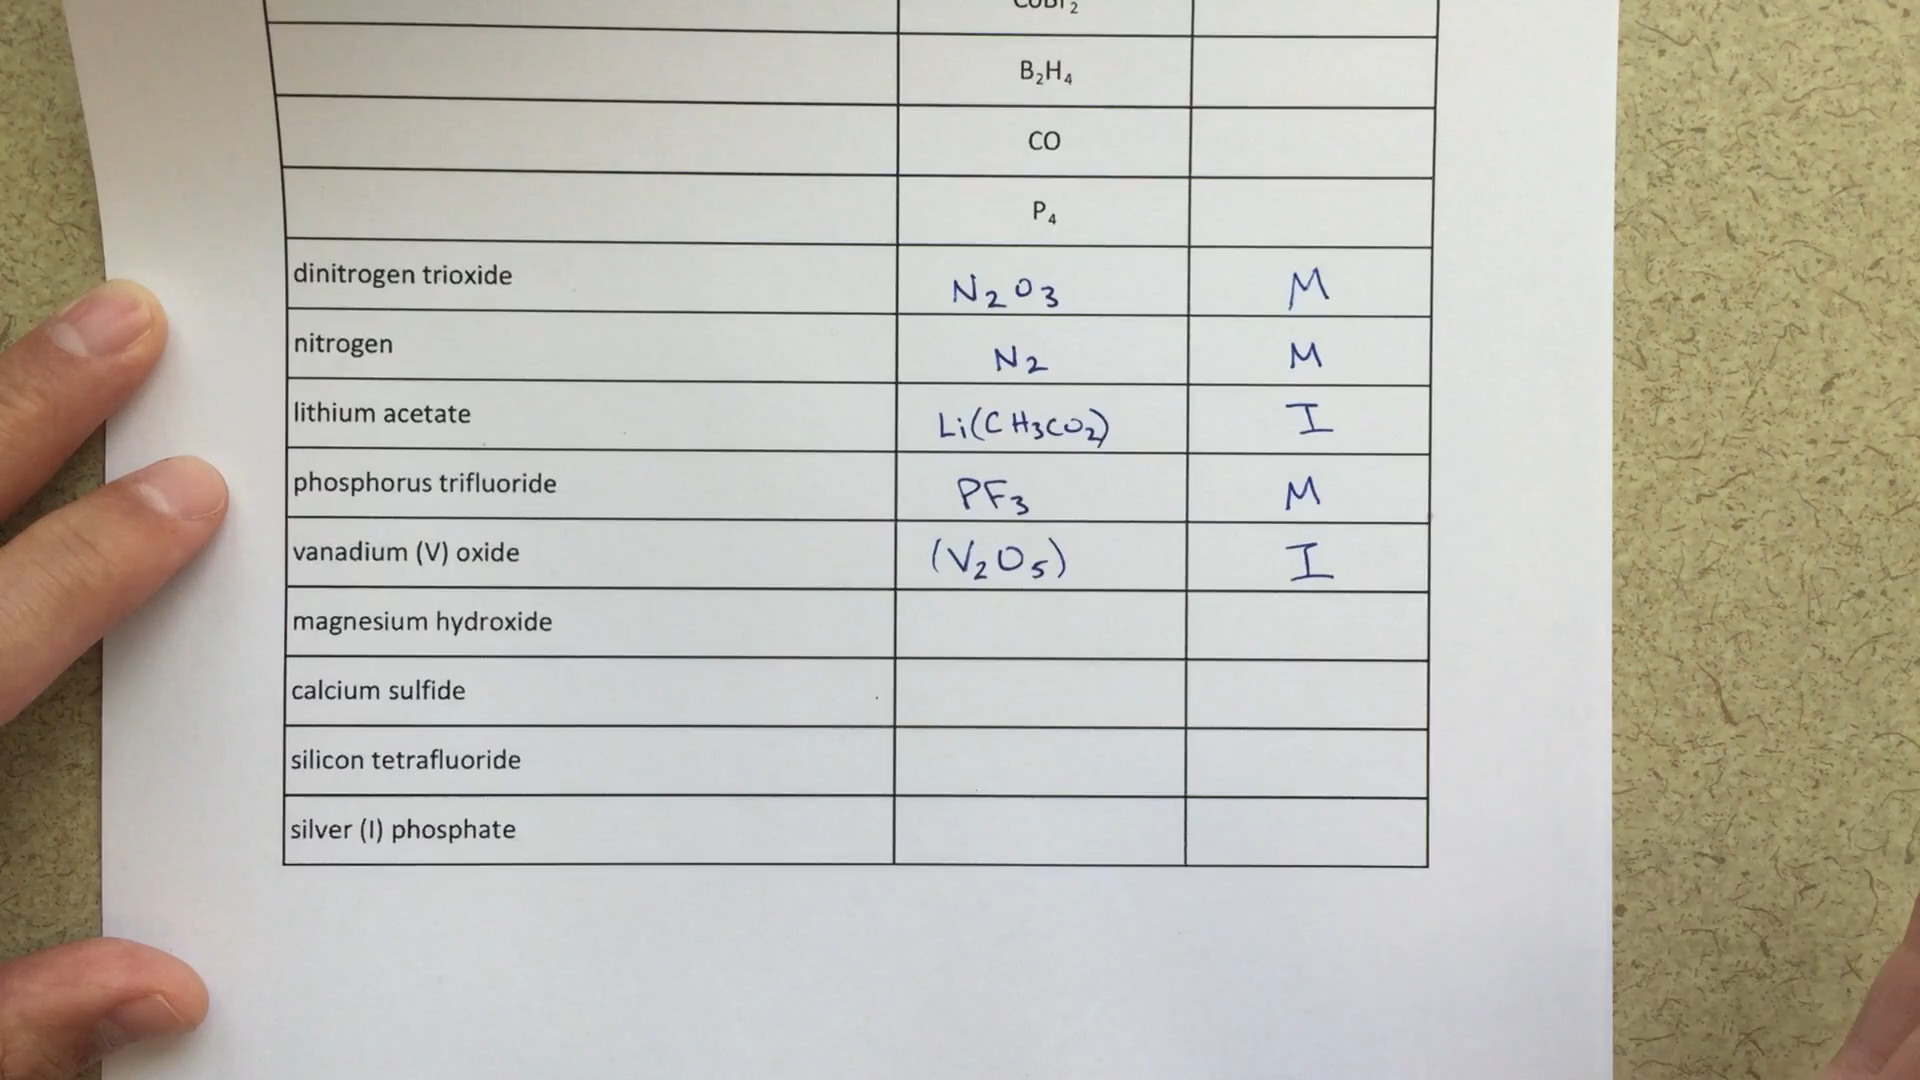 B₂H₄
CO
P₄
dinitrogen trioxide N₂O₃ M
nitrogen N₂ M
lithium acetate Li(CH₃CO₂) I
phosphorus trifluoride PF₃ M
vanadium (V) oxide (V₂O₅) I
magnesium hydroxide
calcium sulfide
silicon tetrafluoride
silver (I) phosphate